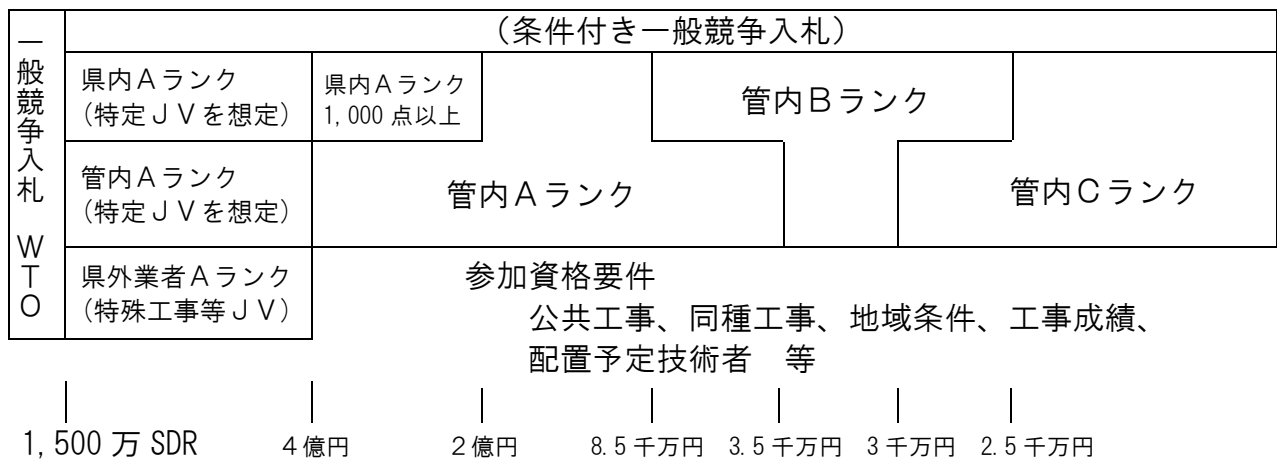 一般競争入札 WTO
(条件付き一般競争入札)
県内Aランク
(特定JVを想定)
県内Aランク
1,000点以上
管内Bランク
管内Aランク
(特定JVを想定)
管内Aランク
管内Cランク
県外業者Aランク
(特殊工事等JV)
参加資格要件
公共工事、同種工事、地域条件、工事成績、
配置予定技術者 等
1,500万SDR 4億円 2億円 8.5千万円 3.5千万円 3千万円 2.5千万円